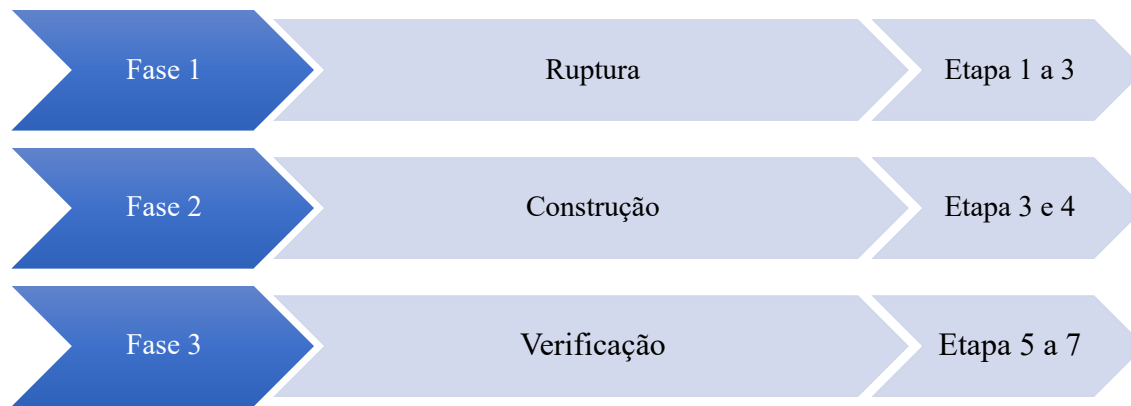 Fase 1 Ruptura Etapa 1 a 3
Fase 2 Construção Etapa 3 e 4
Fase 3 Verificação Etapa 5 a 7